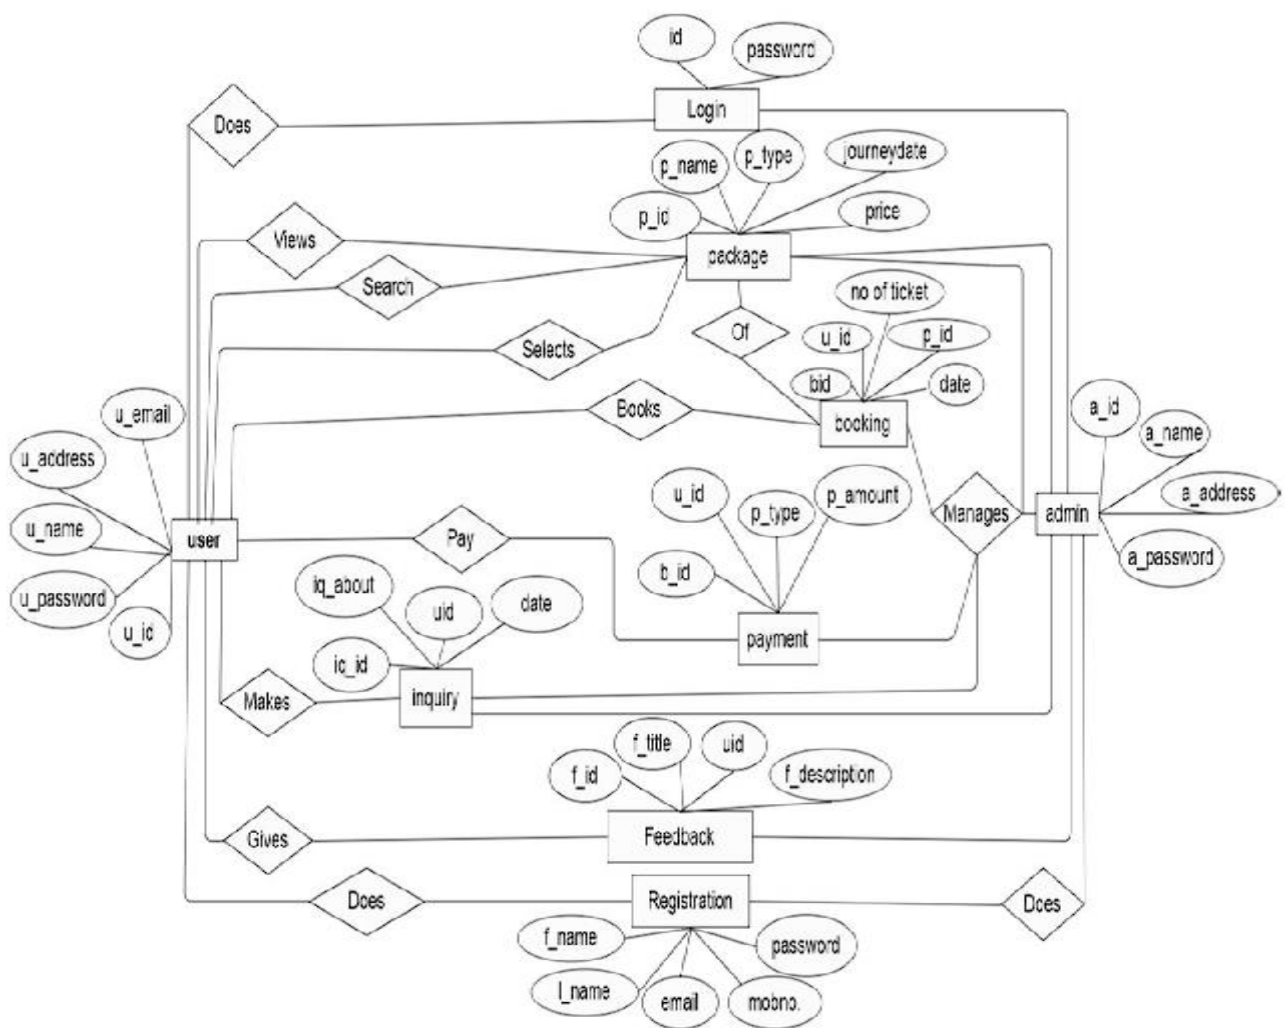 id
password
Does
Login
p_name
p_type
journeydate
p_id
price
Views
package
Search
no of ticket
Of
u_id
p_id
Selects
bid
date
u_email
Books
booking
a_id
a_name
u_address
u_id
p_type
p_amount
a_address
u_name
user
Pay
Manages
admin
a_password
b_id
iq_about
uid
date
u_password
u_id
payment
ic_id
Makes
inquiry
f_title
uid
f_id
f_description
Gives
Feedback
Does
Registration
Does
f_name
password
l_name
email
mobno.